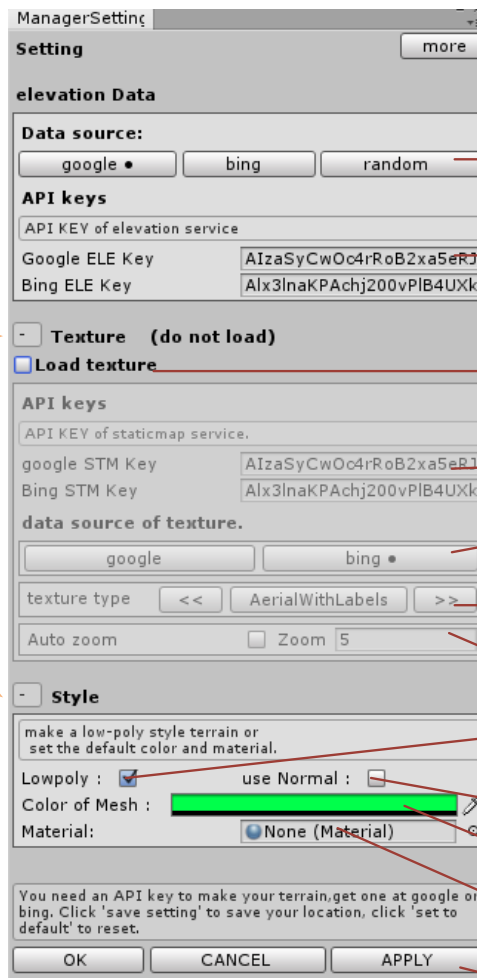 ManagerSetting
Setting more
elevation Data
Data source:
google ● bing random
API keys
API KEY of elevation service
Google ELE Key AIzaSyCwOc4rRoB2xa5eRJ
Bing ELE Key Alx3lnaKPAchj200vPlB4UXk
- Texture (do not load)
Load texture
API keys
API KEY of staticmap service.
google STM Key AIzaSyCwOc4rRoB2xa5eRJ
Bing STM Key Alx3lnaKPAchj200vPlB4UXk
data source of texture.
google bing ●
texture type << AerialWithLabels >>
Auto zoom Zoom 5
- Style
make a low-poly style terrain or
set the default color and material.
Lowpoly : use Normal :
Color of Mesh :
Material: None (Material)
You need an API key to make your terrain,get one at google or
bing. Click 'save setting' to save your location, click 'set to
default' to reset.
OK CANCEL APPLY